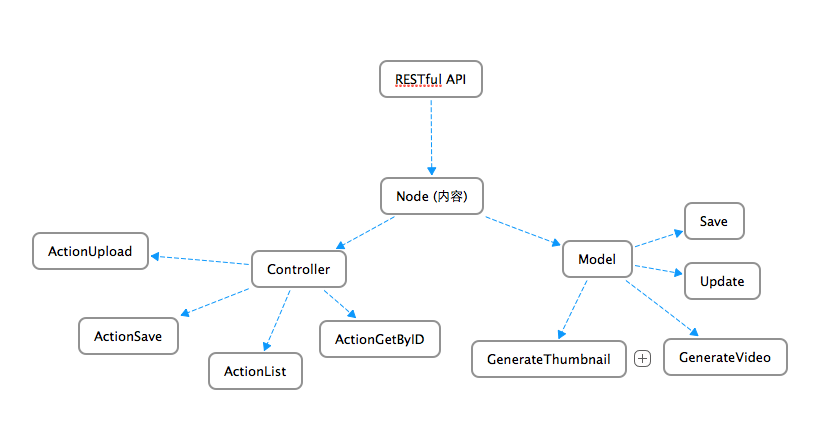 RESTful API
Node (内容)
Save
ActionUpload
Controller
Model
Update
ActionSave
ActionGetByID
GenerateThumbnail
GenerateVideo
ActionList